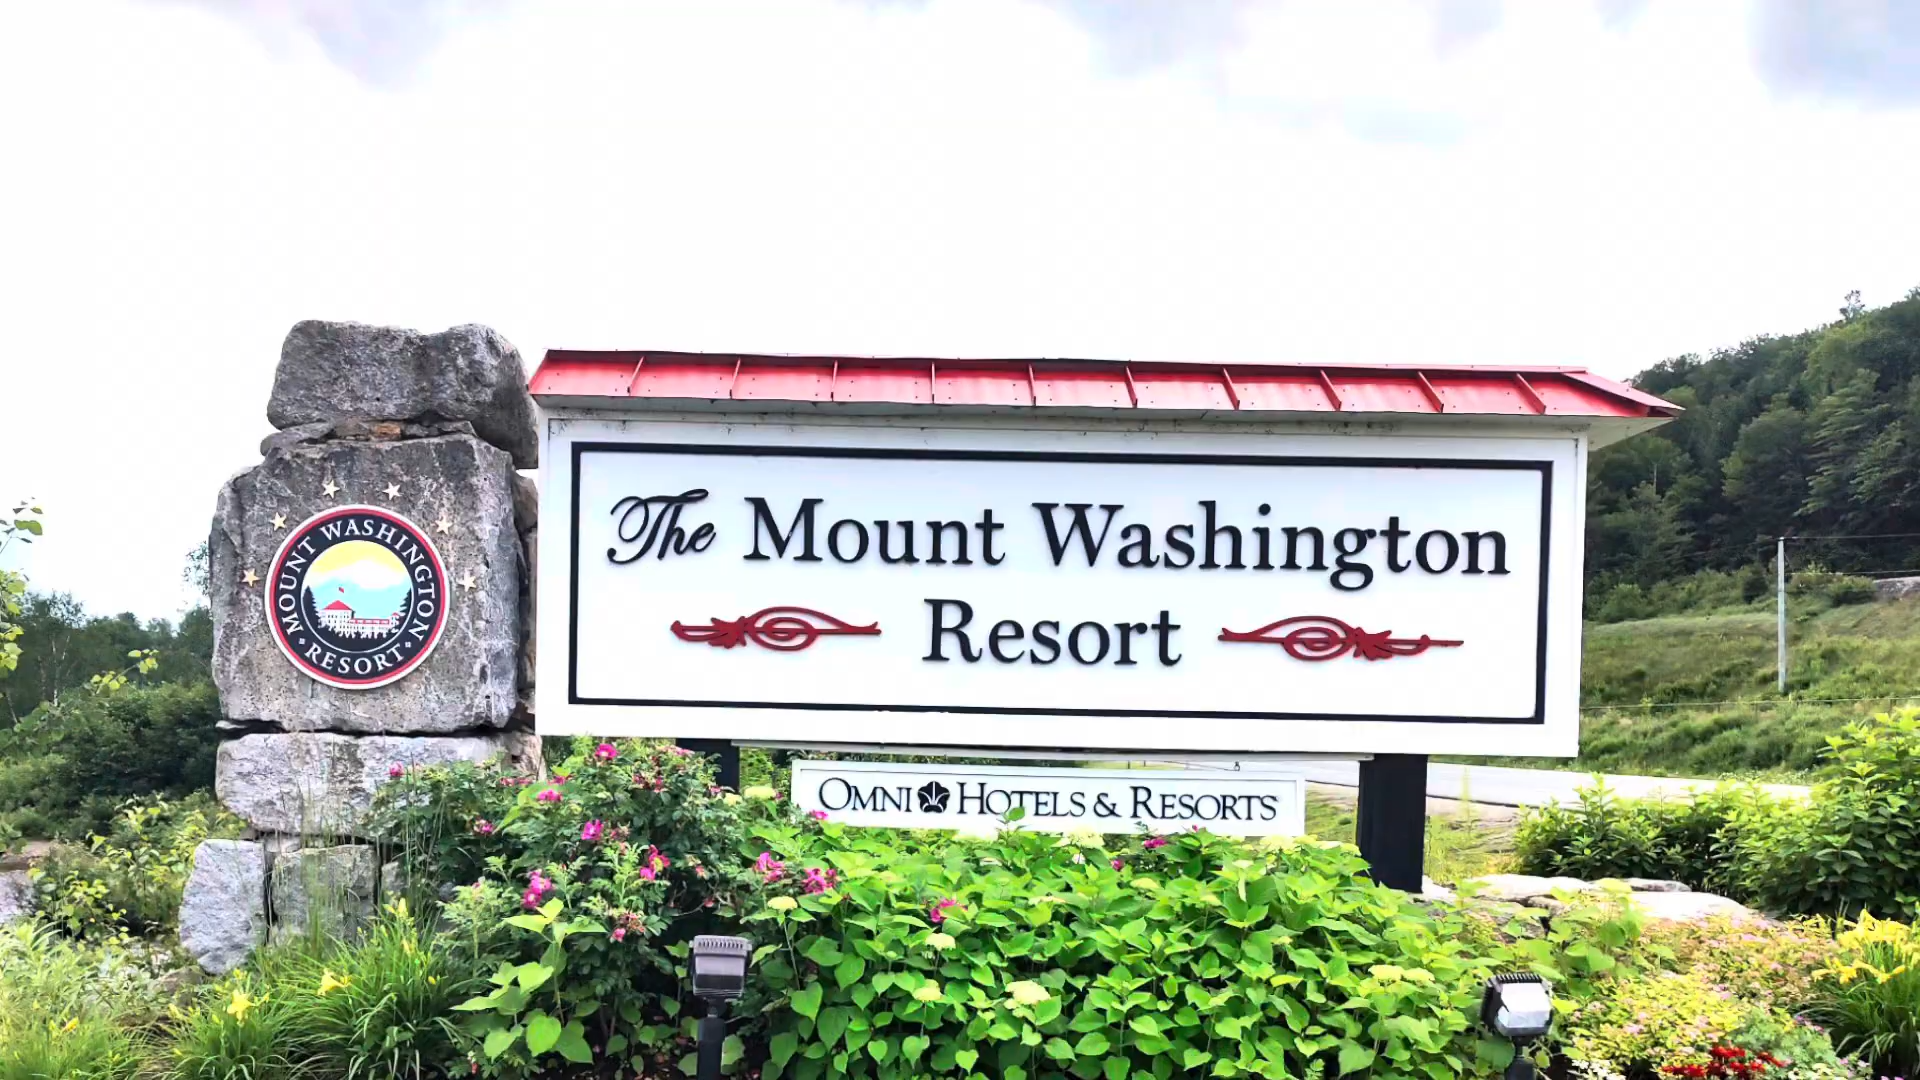 The Mount Washington
Resort
MOUNT WASHINGTON
RESORT
OMNI HOTELS & RESORTS